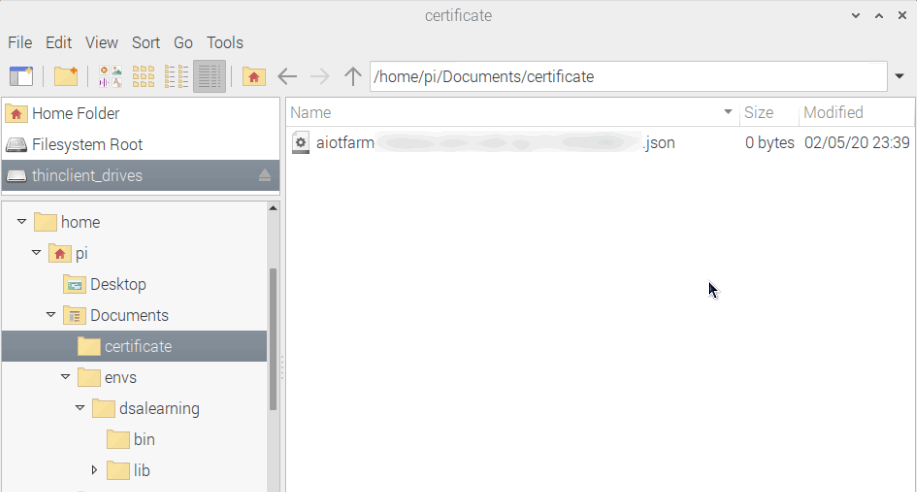 certificate
File Edit View Sort Go Tools
/home/pi/Documents/certificate
Home Folder
Filesystem Root
thinclient_drives
home
pi
Desktop
Documents
certificate
envs
dsalearning
bin
lib
Name Size Modified
aiotfarm .json 0 bytes 02/05/20 23:39